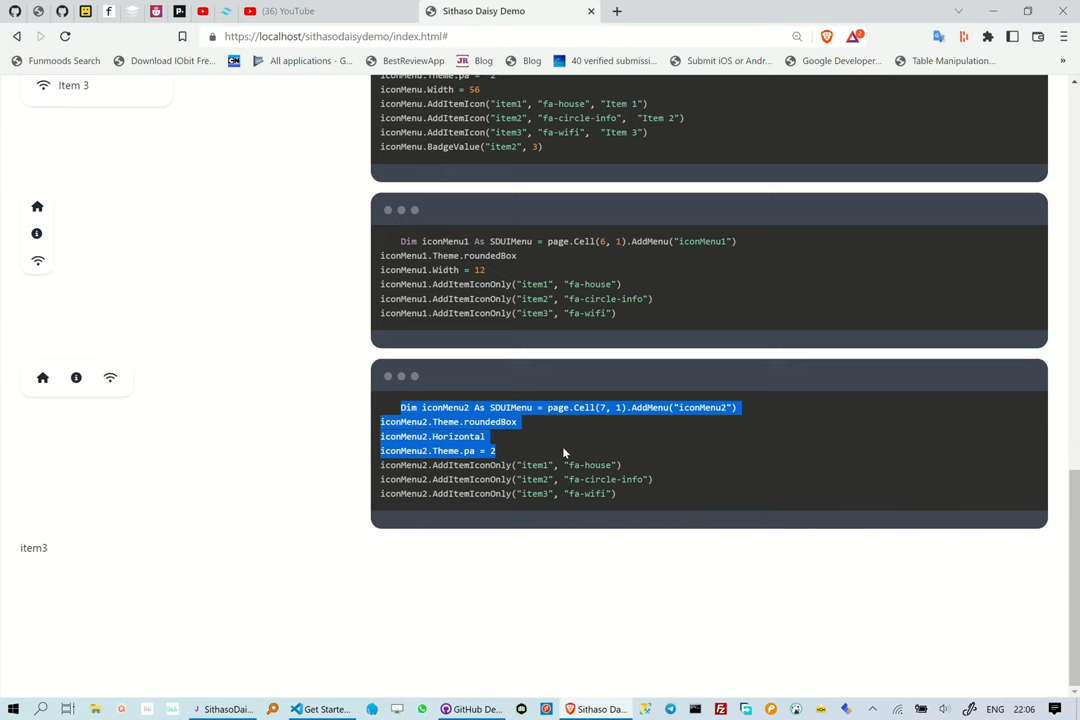 (36) YouTube
Sithaso Daisy Demo
https://localhost/sithasodaisydemo/index.html#
Funmoods Search
Download IObit Fre...
All applications - G...
BestReviewApp
Blog
Blog
40 verified submissi...
Submit iOS or Andr...
Google Developer...
Table Manipulation...
Item 3
iconMenu.Theme.pa = 2
iconMenu.Width = 56
iconMenu.AddItemIcon("item1", "fa-house", "Item 1")
iconMenu.AddItemIcon("item2", "fa-circle-info", "Item 2")
iconMenu.AddItemIcon("item3", "fa-wifi", "Item 3")
iconMenu.BadgeValue("item2", 3)
Dim iconMenu1 As SDUIMenu = page.Cell(6, 1).AddMenu("iconMenu1")
iconMenu1.Theme.roundedBox
iconMenu1.Width = 12
iconMenu1.AddItemIconOnly("item1", "fa-house")
iconMenu1.AddItemIconOnly("item2", "fa-circle-info")
iconMenu1.AddItemIconOnly("item3", "fa-wifi")
Dim iconMenu2 As SDUIMenu = page.Cell(7, 1).AddMenu("iconMenu2")
iconMenu2.Theme.roundedBox
iconMenu2.Horizontal
iconMenu2.Theme.pa = 2
iconMenu2.AddItemIconOnly("item1", "fa-house")
iconMenu2.AddItemIconOnly("item2", "fa-circle-info")
iconMenu2.AddItemIconOnly("item3", "fa-wifi")
item3
SithasoDai...
Get Starte...
GitHub De...
Sithaso Da...
ENG
22:06